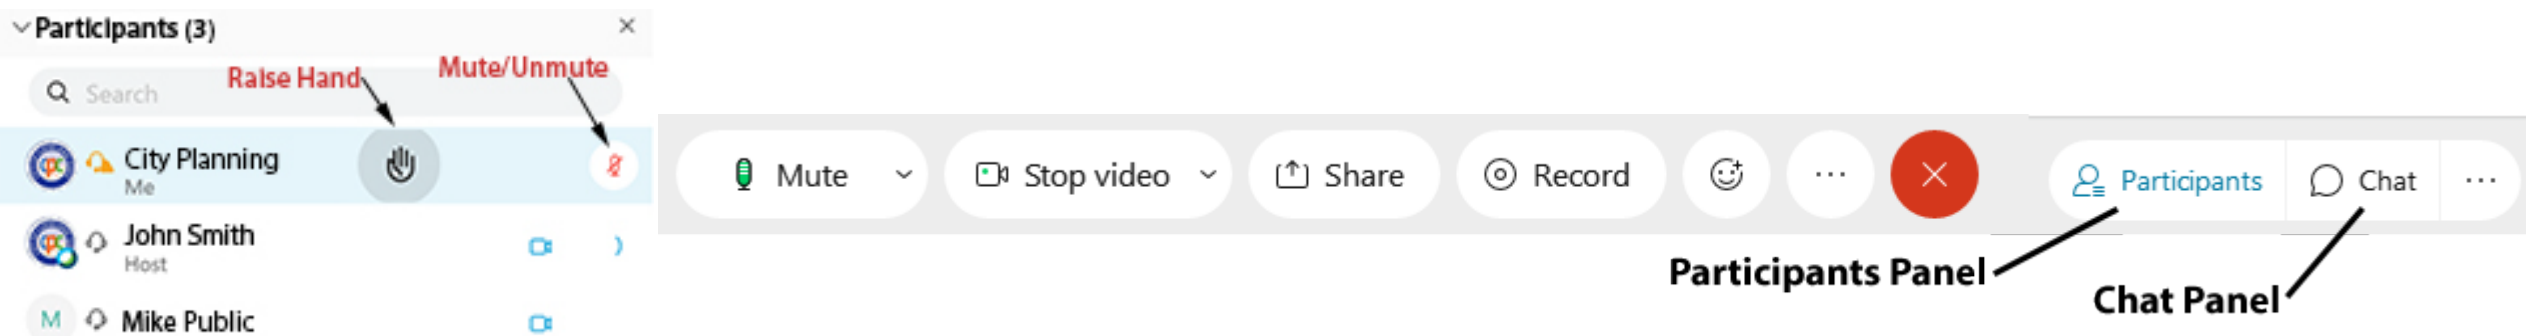 Participants (3)
Raise Hand
Mute/Unmute
Search
City Planning
Me
John Smith
Host
M
Mike Public
Mute
Stop video
Share
Record
Participants
Chat
Participants Panel
Chat Panel